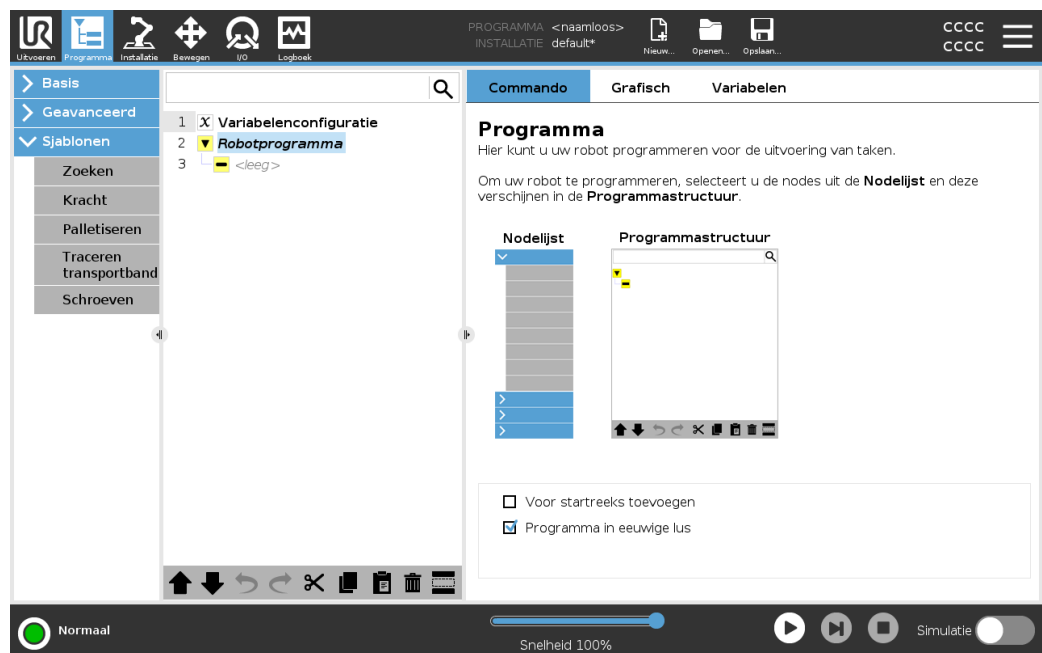 PROGRAMMA <naamloos>
INSTALLATIE default*
UR
Uitvoeren
Programma
Installatie
Bewegen
I/O
Logboek
Nieuw...
Openen...
Opslaan...
CCCC
CCCC
Basis
Geavanceerd
Sjablonen
Zoeken
Kracht
Palletiseren
Traceren
transportband
Schroeven
1 X Variabelenconfiguratie
2 Robotprogramma
3 <leeg>
Commando
Grafisch
Variabelen
Programma
Hier kunt u uw robot programmeren voor de uitvoering van taken.
Om uw robot te programmeren, selecteert u de nodes uit de Nodelijst en deze
verschijnen in de Programmastructuur.
Nodelijst
Programmastructuur
Voor startreeks toevoegen
Programma in eeuwige lus
Normaal
Snelheid 100%
Simulatie